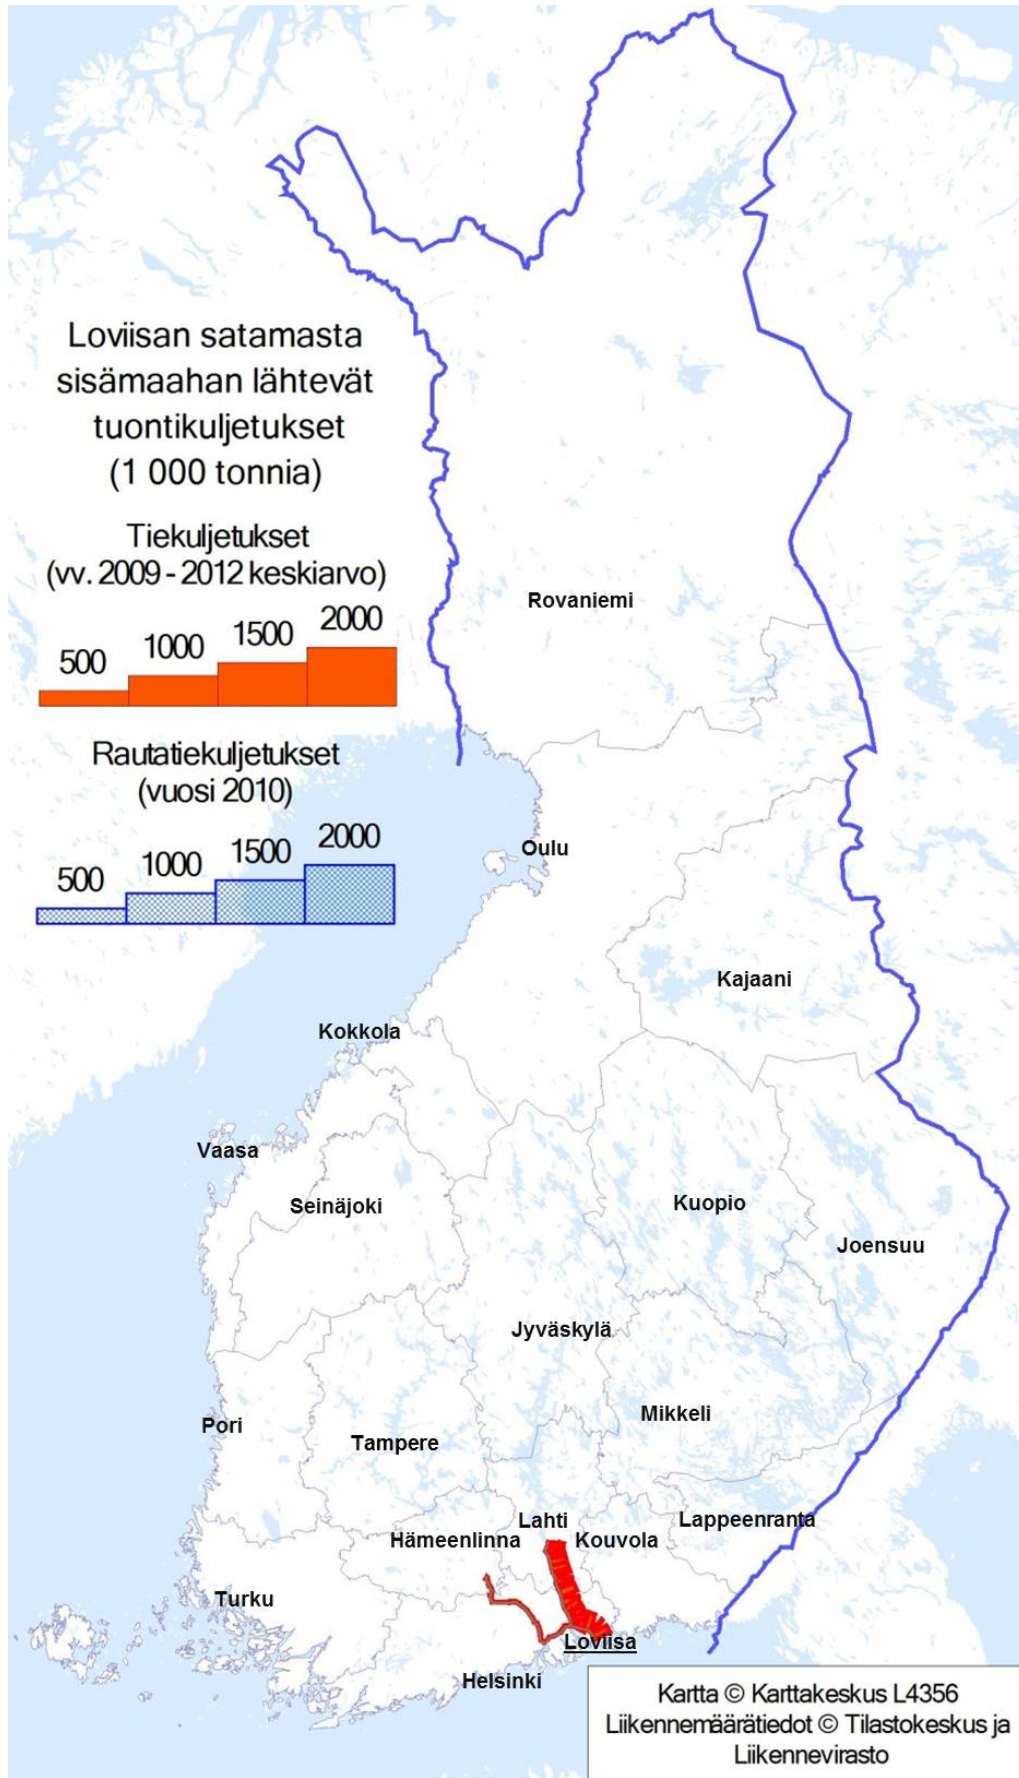 Loviisan satamasta
sisämaahan lähtevät
tuontikuljetukset
(1 000 tonnia)
Tiekuljetukset
(vv. 2009 - 2012 keskiarvo)
500 1000 1500 2000
Rautatiekuljetukset
(vuosi 2010)
500 1000 1500 2000
Rovaniemi
Oulu
Kajaani
Kokkola
Vaasa
Seinäjoki
Kuopio
Joensuu
Jyväskylä
Pori
Tampere
Mikkeli
Lahti
Lappeenranta
Hämeenlinna
Kouvola
Turku
Loviisa
Helsinki
Kartta © Karttakeskus L4356
Liikennemäärätiedot © Tilastokeskus ja
Liikennevirasto